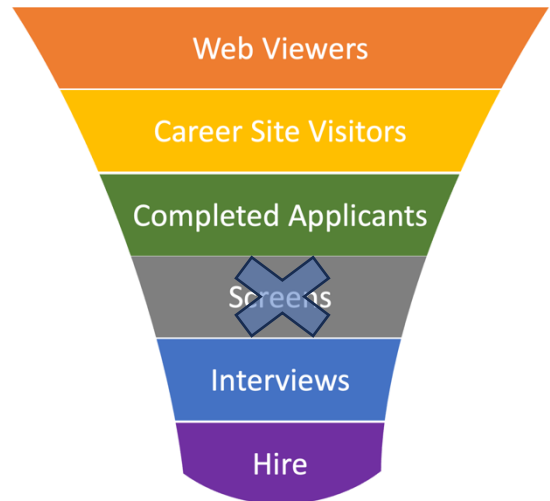 Web Viewers
Career Site Visitors
Completed Applicants
Screens
Interviews
Hire